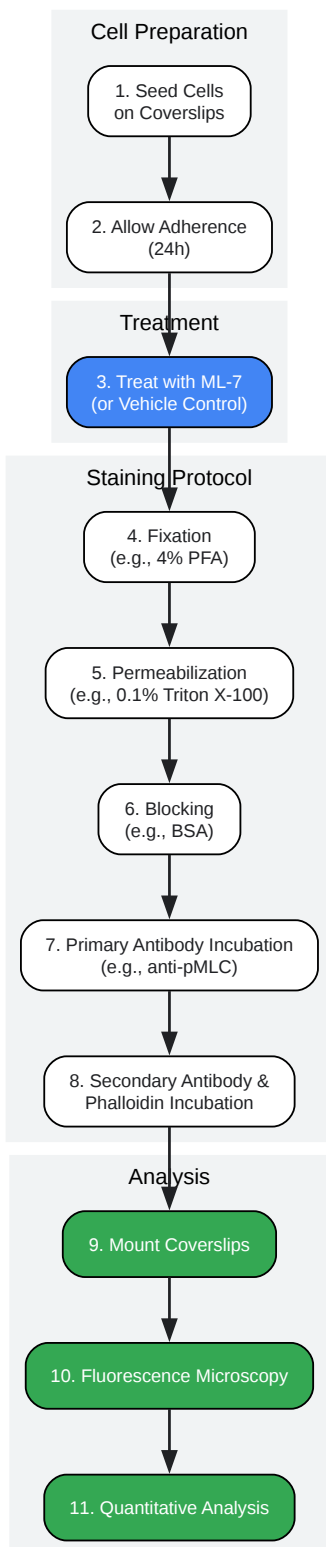 Cell Preparation
1. Seed Cells
on Coverslips
2. Allow Adherence
(24h)
Treatment
3. Treat with ML-7
(or Vehicle Control)
Staining Protocol
4. Fixation
(e.g., 4% PFA)
5. Permeabilization
(e.g., 0.1% Triton X-100)
6. Blocking
(e.g., BSA)
7. Primary Antibody Incubation
(e.g., anti-pMLC)
8. Secondary Antibody &
Phalloidin Incubation
Analysis
9. Mount Coverslips
10. Fluorescence Microscopy
11. Quantitative Analysis